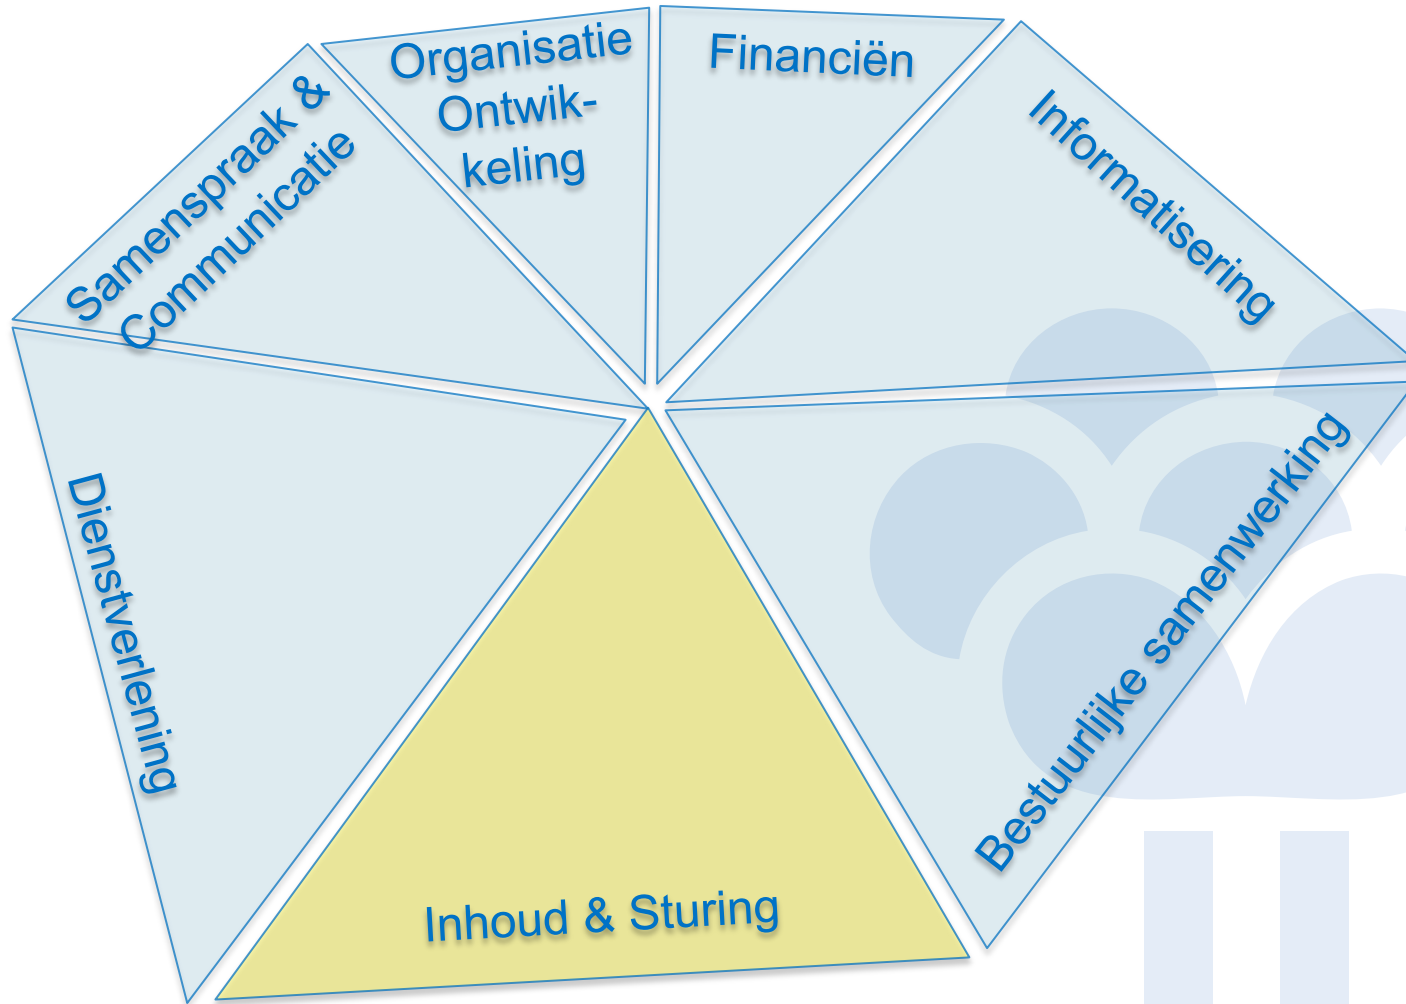 Organisatie
Ontwik-
keling
Financiën
Informatisering
Samenspraak &
Communicatie
Dienstverlening
Bestuurlijke samenwerking
Inhoud & Sturing